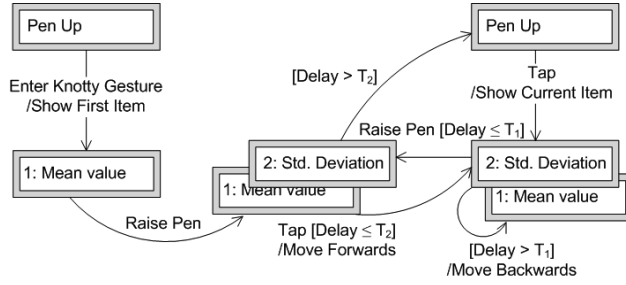 Pen Up
Pen Up
Enter Knotty Gesture
/Show First Item
[Delay > T2]
Tap
/Show Current Item
Raise Pen [Delay ≤ T1]
1: Mean value
2: Std. Deviation
2: Std. Deviation
1: Mean value
1: Mean value
Raise Pen
Tap [Delay ≤ T2]
/Move Forwards
[Delay > T1]
/Move Backwards